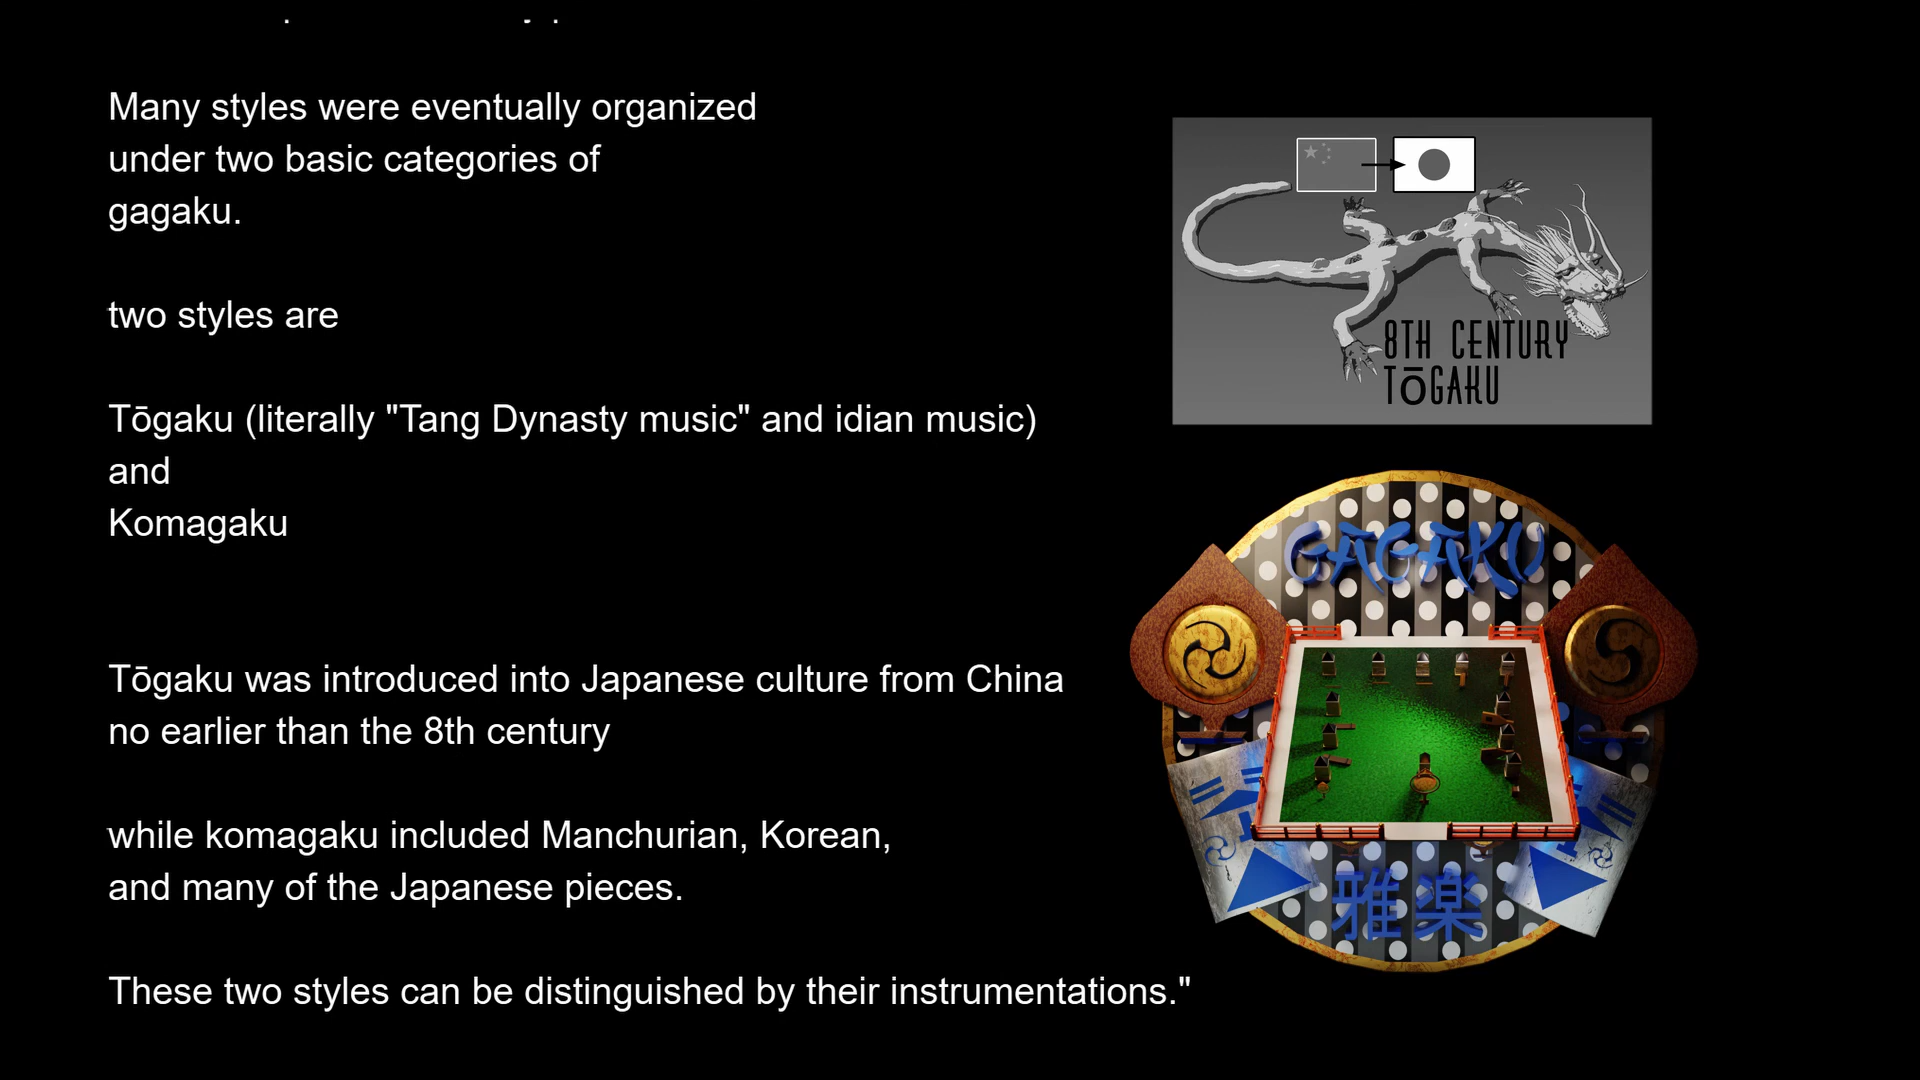 Many styles were eventually organized
under two basic categories of
gagaku.
two styles are
Tōgaku (literally "Tang Dynasty music" and idian music)
and
Komagaku
Tōgaku was introduced into Japanese culture from China
no earlier than the 8th century
while komagaku included Manchurian, Korean,
and many of the Japanese pieces.
These two styles can be distinguished by their instrumentations."
8TH CENTURY
TōGAKU
GAGAKU
雅楽